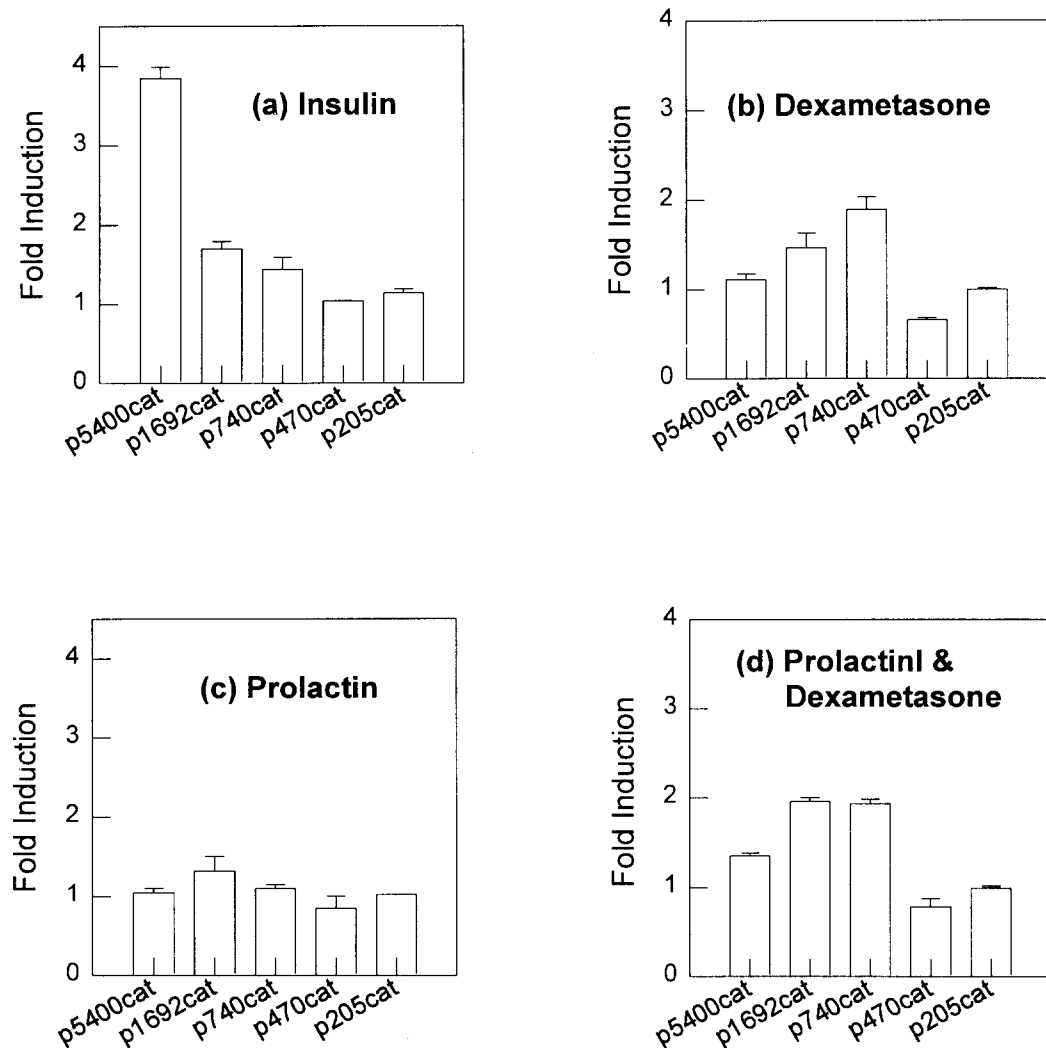 (a) Insulin
Fold Induction
4
3
2
1
0
p5400cat
p1692cat
p740cat
p470cat
p205cat
(b) Dexametasone
Fold Induction
4
3
2
1
0
p5400cat
p1692cat
p740cat
p470cat
p205cat
(c) Prolactin
Fold Induction
4
3
2
1
0
p5400cat
p1692cat
p740cat
p470cat
p205cat
(d) Prolactinl &
Dexametasone
Fold Induction
4
3
2
1
0
p5400cat
p1692cat
p740cat
p470cat
p205cat